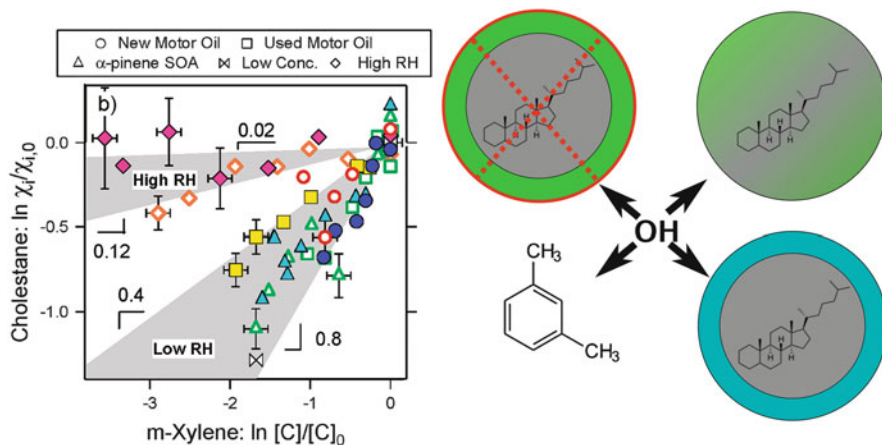 ○ New Motor Oil □ Used Motor Oil
△ α-pinene SOA ⋈ Low Conc. ◇ High RH
b)
0.0
-0.5
-1.0
Cholestane: ln χi/χi,0
0.02
High RH
0.12
0.4
Low RH
0.8
-3 -2 -1 0
m-Xylene: ln [C]/[C]0
H
H H
H
H H
OH
CH3
CH3
H
H H